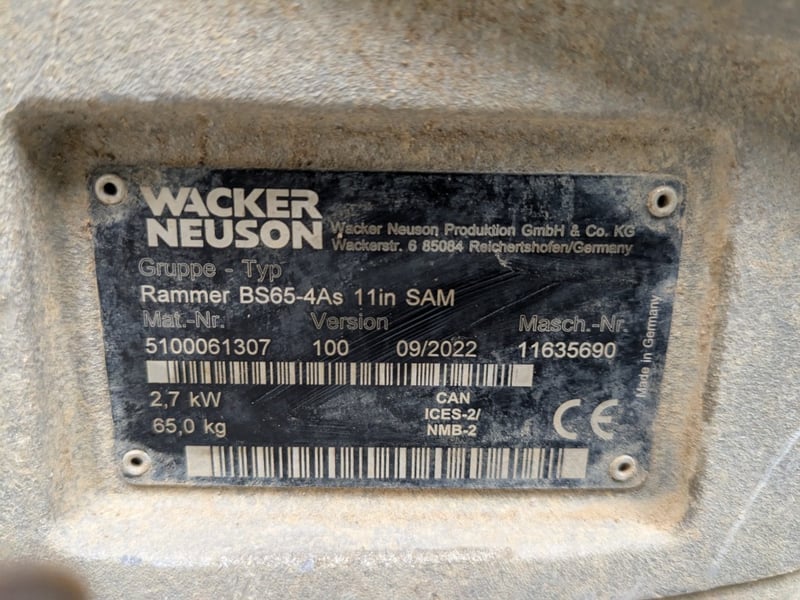 WACKER
NEUSON
Wacker Neuson Produktion GmbH & Co. KG
Wackerstr. 6 85084 Reichertshofen/Germany
Gruppe - Typ
Rammer BS65-4As 11in SAM
Mat.-Nr. Version Masch.-Nr.
5100061307 100 09/2022 11635690
2,7 kW
65,0 kg
CAN
ICES-2/
NMB-2
CE
Made in Germany